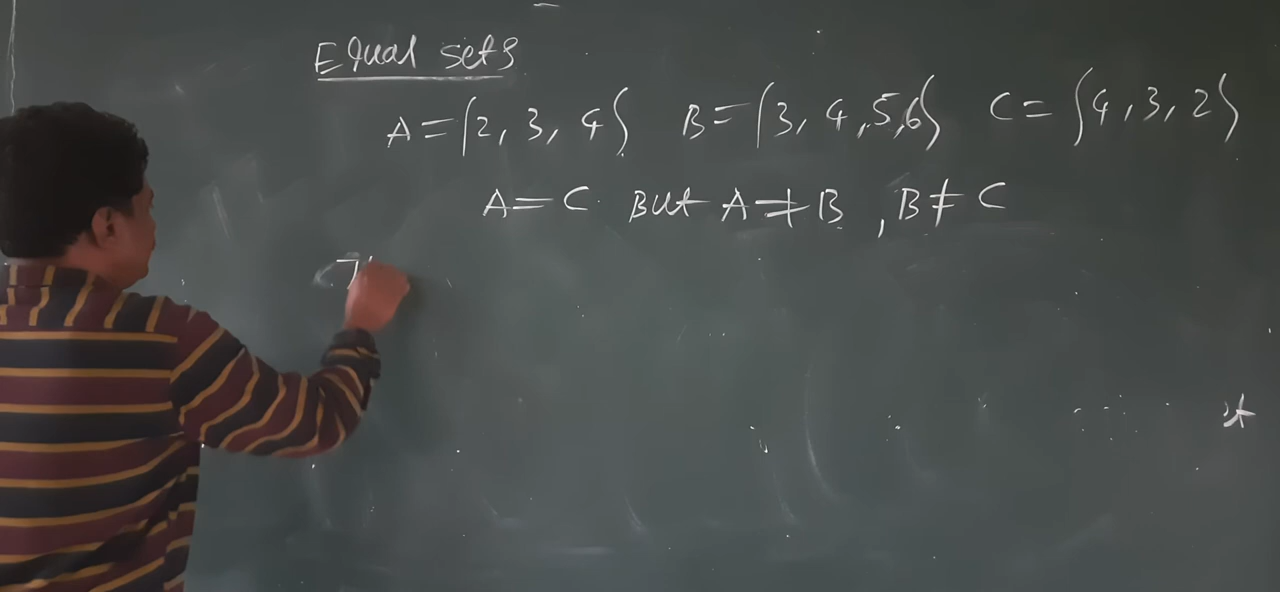 Equal sets
A = {2, 3, 4} B = {3, 4, 5, 6} C = {4, 3, 2}
A = C. But A ≠ B, B ≠ C